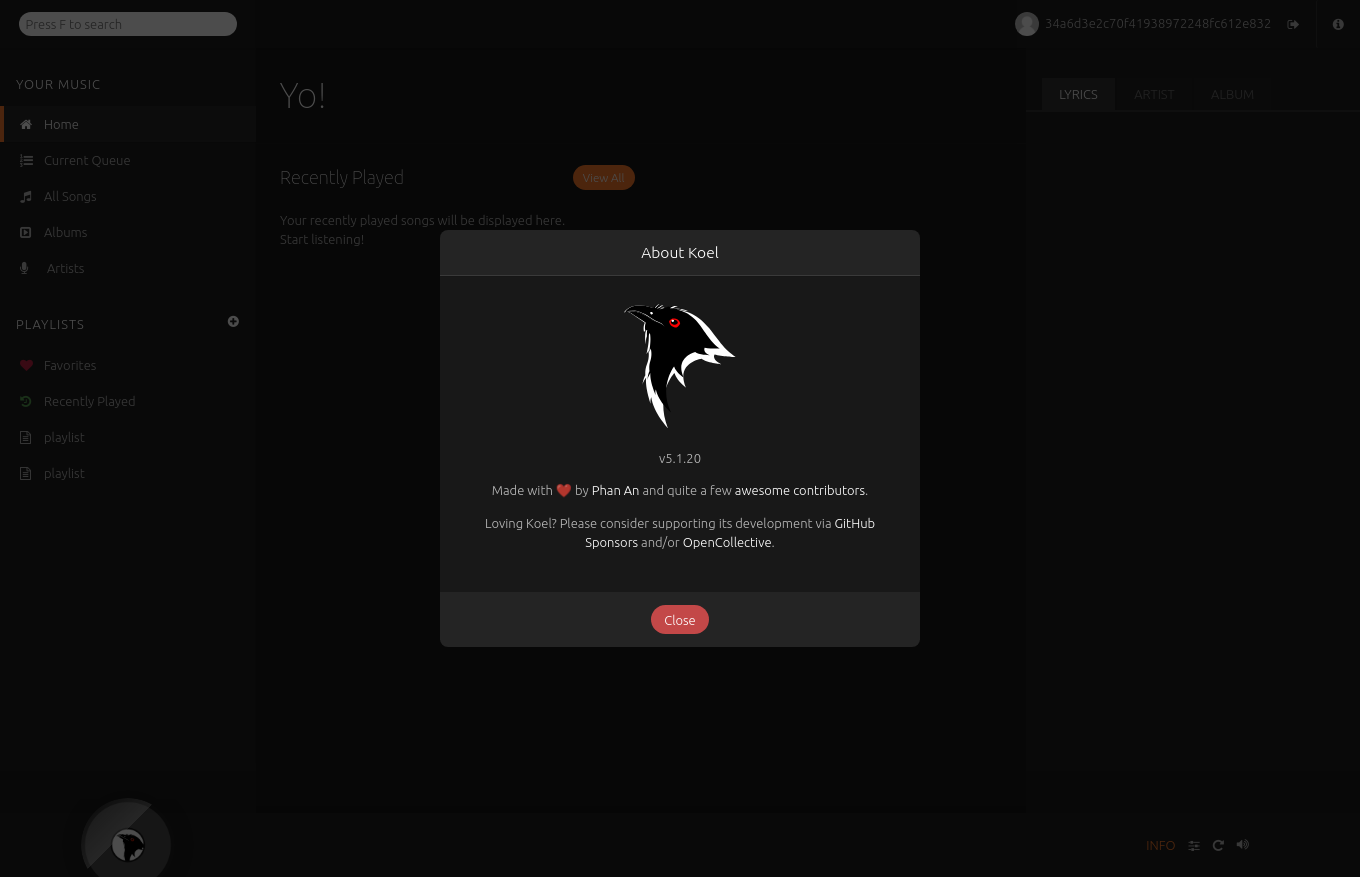 Press F to search
34a6d3e2c70f41938972248fc612e832
YOUR MUSIC
Home
Current Queue
All Songs
Albums
Artists
PLAYLISTS
Favorites
Recently Played
playlist
playlist
Yo!
Recently Played
View All
Your recently played songs will be displayed here.
Start listening!
LYRICS
ARTIST
ALBUM
About Koel
v5.1.20
Made with ❤️ by Phan An and quite a few awesome contributors.
Loving Koel? Please consider supporting its development via GitHub
Sponsors and/or OpenCollective.
Close
INFO